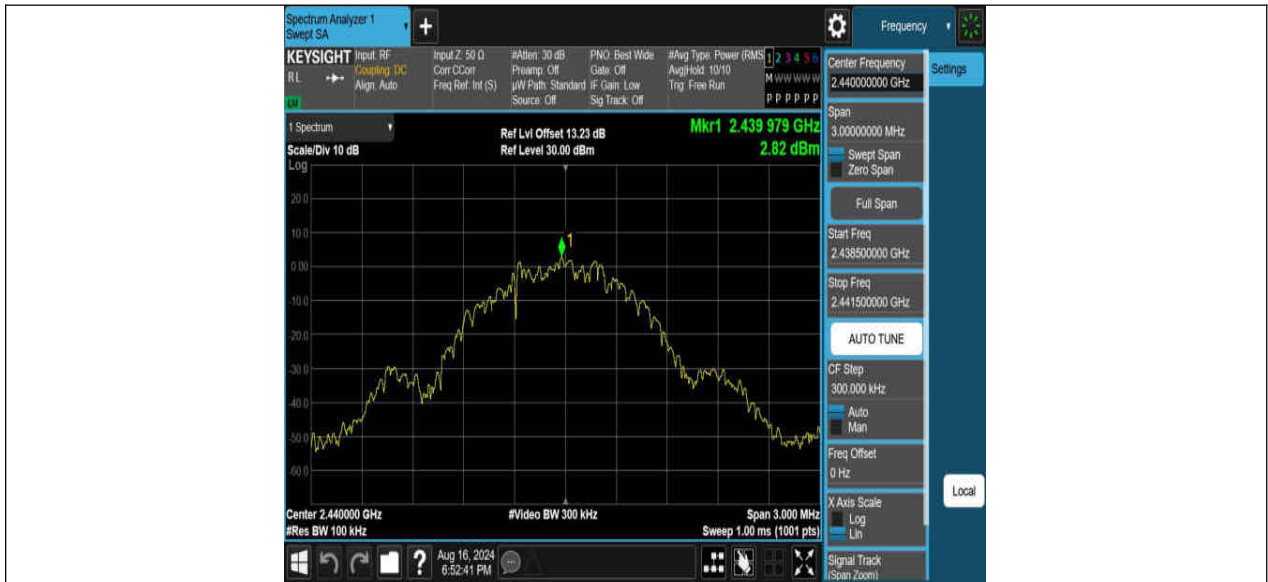 Spectrum Analyzer 1
Swept SA
+
Frequency
KEYSIGHT
RL
Input: RF
Coupling: DC
Align: Auto
Input Z: 50 Ω
Corr CCorr
Freq Ref: Int (S)
#Atten: 30 dB
Preamp: Off
µW Path: Standard
Source: Off
PNO: Best Wide
Gate: Off
IF Gain: Low
Sig Track: Off
#Avg Type: Power (RMS
Avg|Hold: 10/10
Trig: Free Run
1 2 3 4 5 6
M W W W W W
P P P P P P
1 Spectrum
Scale/Div 10 dB
Ref Lvl Offset 13.23 dB
Ref Level 30.00 dBm
Mkr1 2.439 979 GHz
2.82 dBm
Log
20.0
10.0
0.00
-10.0
-20.0
-30.0
-40.0
-50.0
-60.0
1
Center 2.440000 GHz
#Res BW 100 kHz
#Video BW 300 kHz
Span 3.000 MHz
Sweep 1.00 ms (1001 pts)
Center Frequency
2.440000000 GHz
Settings
Span
3.00000000 MHz
Swept Span
Zero Span
Full Span
Start Freq
2.438500000 GHz
Stop Freq
2.441500000 GHz
AUTO TUNE
CF Step
300.000 kHz
Auto
Man
Freq Offset
0 Hz
X Axis Scale
Log
Lin
Signal Track
(Span Zoom)
Local
?
Aug 16, 2024
6:52:41 PM